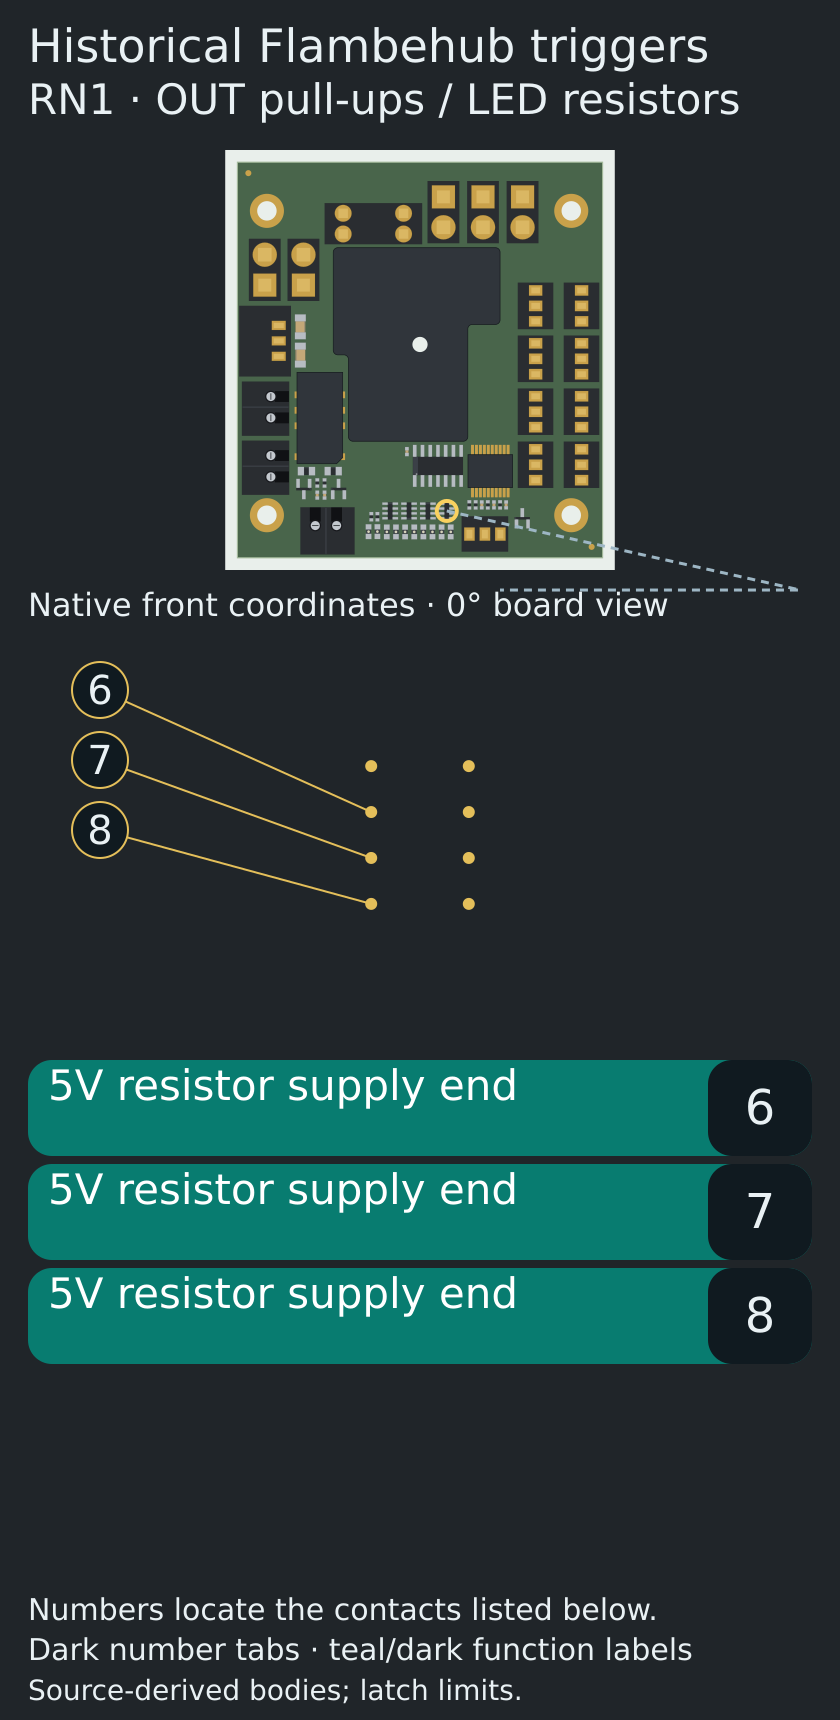 Historical Flambehub triggers
RN1 · OUT pull-ups / LED resistors
Native front coordinates · 0° board view
6
7
8
5V resistor supply end 6
5V resistor supply end 7
5V resistor supply end 8
Numbers locate the contacts listed below.
Dark number tabs · teal/dark function labels
Source-derived bodies; latch limits.